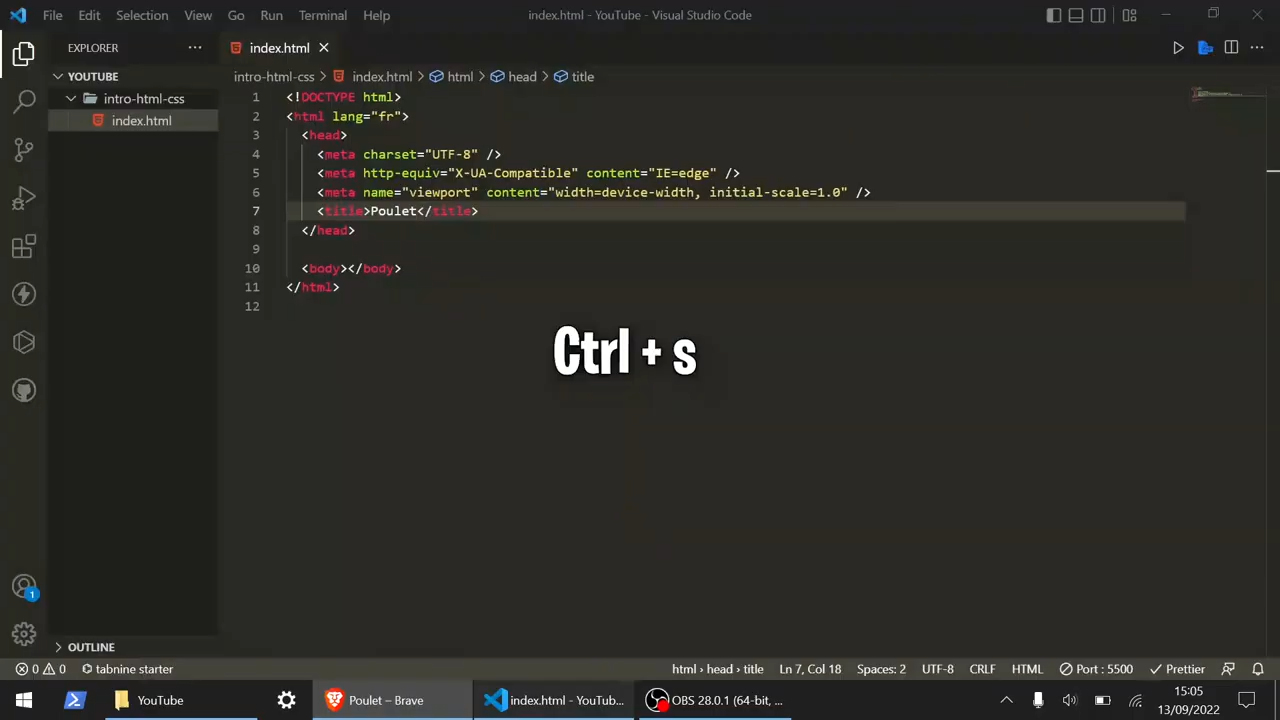 File Edit Selection View Go Run Terminal Help index.html - YouTube - Visual Studio Code
EXPLORER
index.html
YOUTUBE
intro-html-css
index.html
intro-html-css > index.html > html > head > title
1 <!DOCTYPE html>
2 <html lang="fr">
3 <head>
4 <meta charset="UTF-8" />
5 <meta http-equiv="X-UA-Compatible" content="IE=edge" />
6 <meta name="viewport" content="width=device-width, initial-scale=1.0" />
7 <title>Poulet</title>
8 </head>
9
10 <body></body>
11 </html>
12
Ctrl + s
1
OUTLINE
0 0 tabnine starter html › head › title Ln 7, Col 18 Spaces: 2 UTF-8 CRLF HTML Port : 5500 Prettier
YouTube Poulet – Brave index.html - YouTub... OBS 28.0.1 (64-bit, ... 15:05
13/09/2022